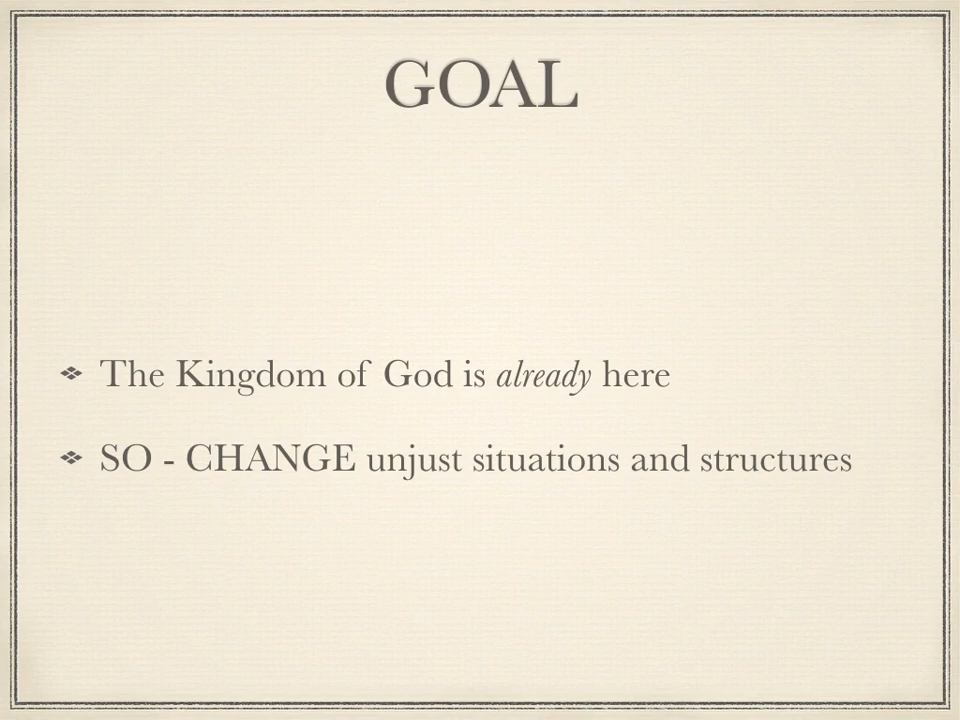 GOAL
The Kingdom of God is already here
SO - CHANGE unjust situations and structures